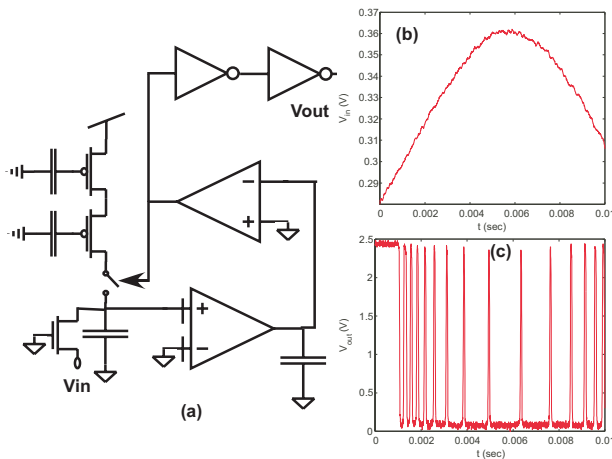 Vout
−
+
+
−
Vin
(a)
(b)
V_in (V)
0.37
0.36
0.35
0.34
0.33
0.32
0.31
0.3
0.29
0 0.002 0.004 0.006 0.008 0.01
t (sec)
(c)
V_out (V)
2.5
2
1.5
1
0.5
0
0 0.002 0.004 0.006 0.008 0.01
t (sec)